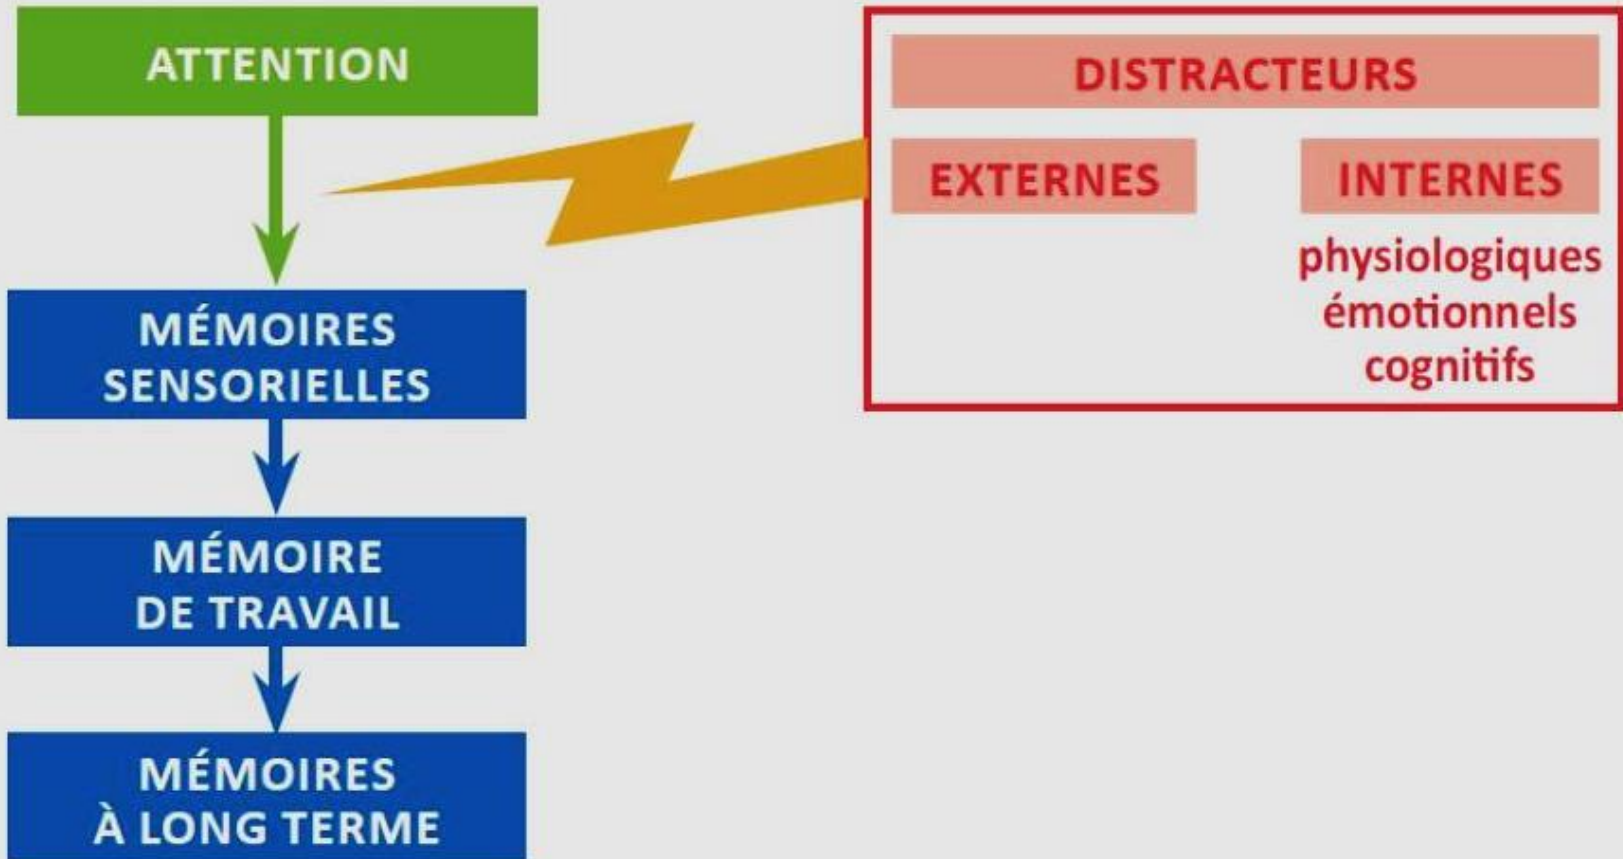 ATTENTION
MÉMOIRES
SENSORIELLES
MÉMOIRE
DE TRAVAIL
MÉMOIRES
À LONG TERME
DISTRACTEURS
EXTERNES
INTERNES
physiologiques
émotionnels
cognitifs